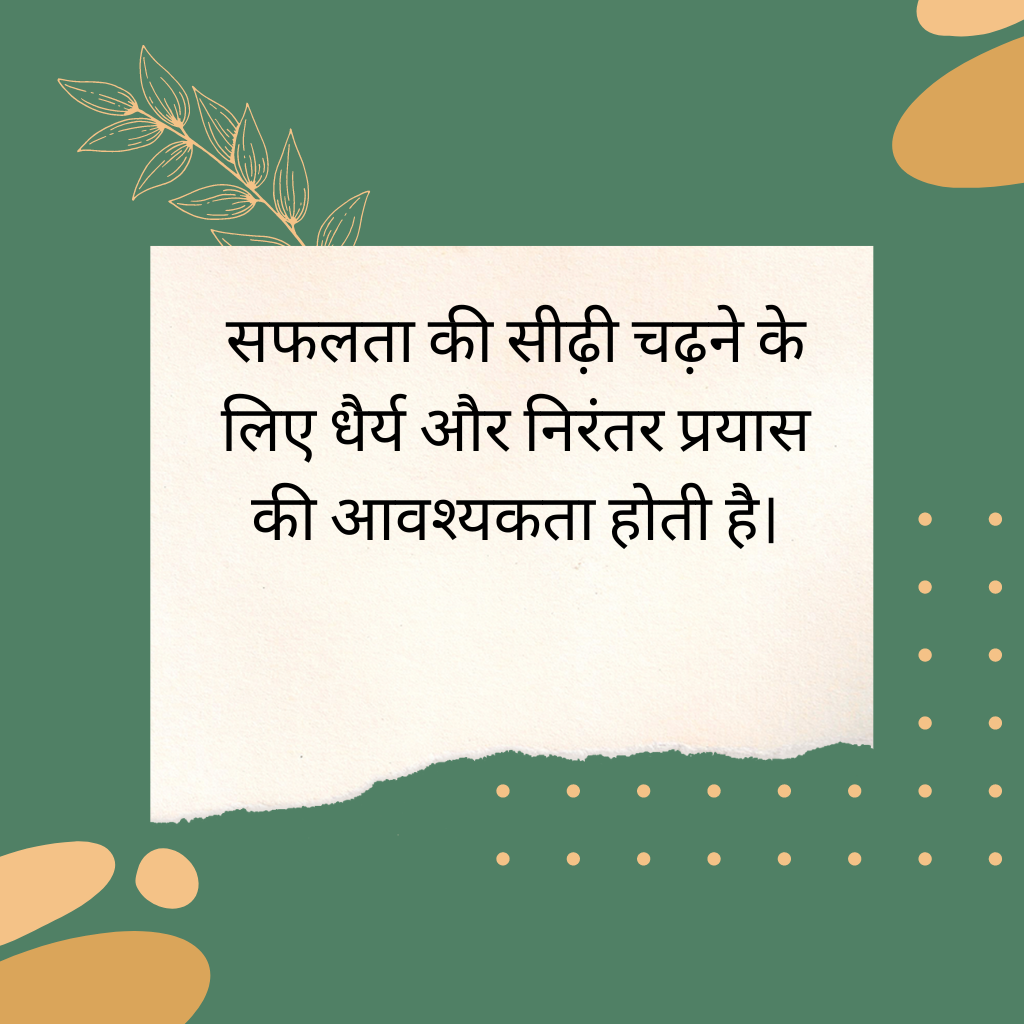 सफलता की सीढ़ी चढ़ने के
लिए धैर्य और निरंतर प्रयास
की आवश्यकता होती है।